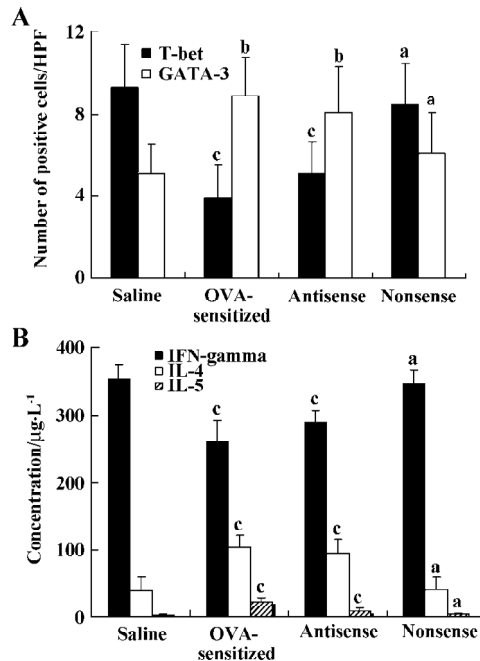 A
Number of positive cells/HPF
12
8
4
0
T-bet
GATA-3
b
b
a
c
c
a
Saline
OVA-
sensitized
Antisense
Nonsense
B
Concentration/μg·L⁻¹
400
300
200
100
0
IFN-gamma
IL-4
IL-5
c
c
a
c
c
a
c
c
a
Saline
OVA-
sensitized
Antisense
Nonsense